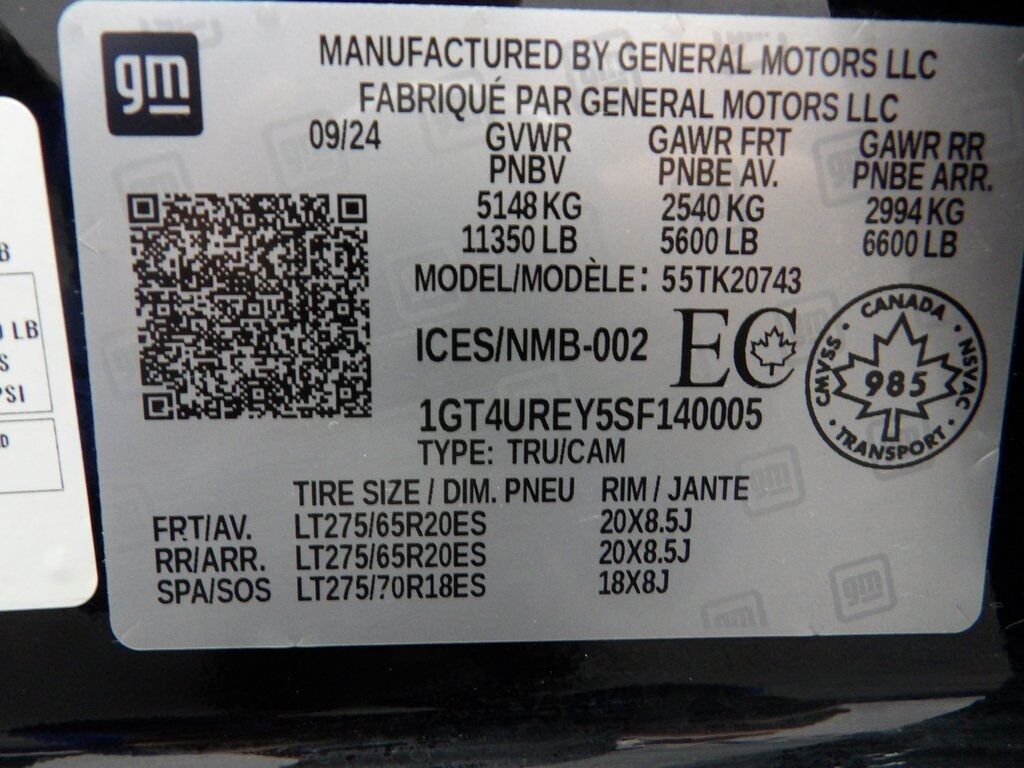 gm
MANUFACTURED BY GENERAL MOTORS LLC
FABRIQUÉ PAR GENERAL MOTORS LLC
09/24 GVWR GAWR FRT GAWR RR
PNBV PNBE AV. PNBE ARR.
5148 KG 2540 KG 2994 KG
11350 LB 5600 LB 6600 LB
MODEL/MODÈLE: 55TK20743
ICES/NMB-002 EC
CANADA
CMVSS 985 NSVAC
TRANSPORT
1GT4UREY5SF140005
TYPE: TRU/CAM
TIRE SIZE / DIM. PNEU RIM / JANTE
FRT/AV. LT275/65R20ES 20X8.5J
RR/ARR. LT275/65R20ES 20X8.5J
SPA/SOS LT275/70R18ES 18X8J
LB
PSI